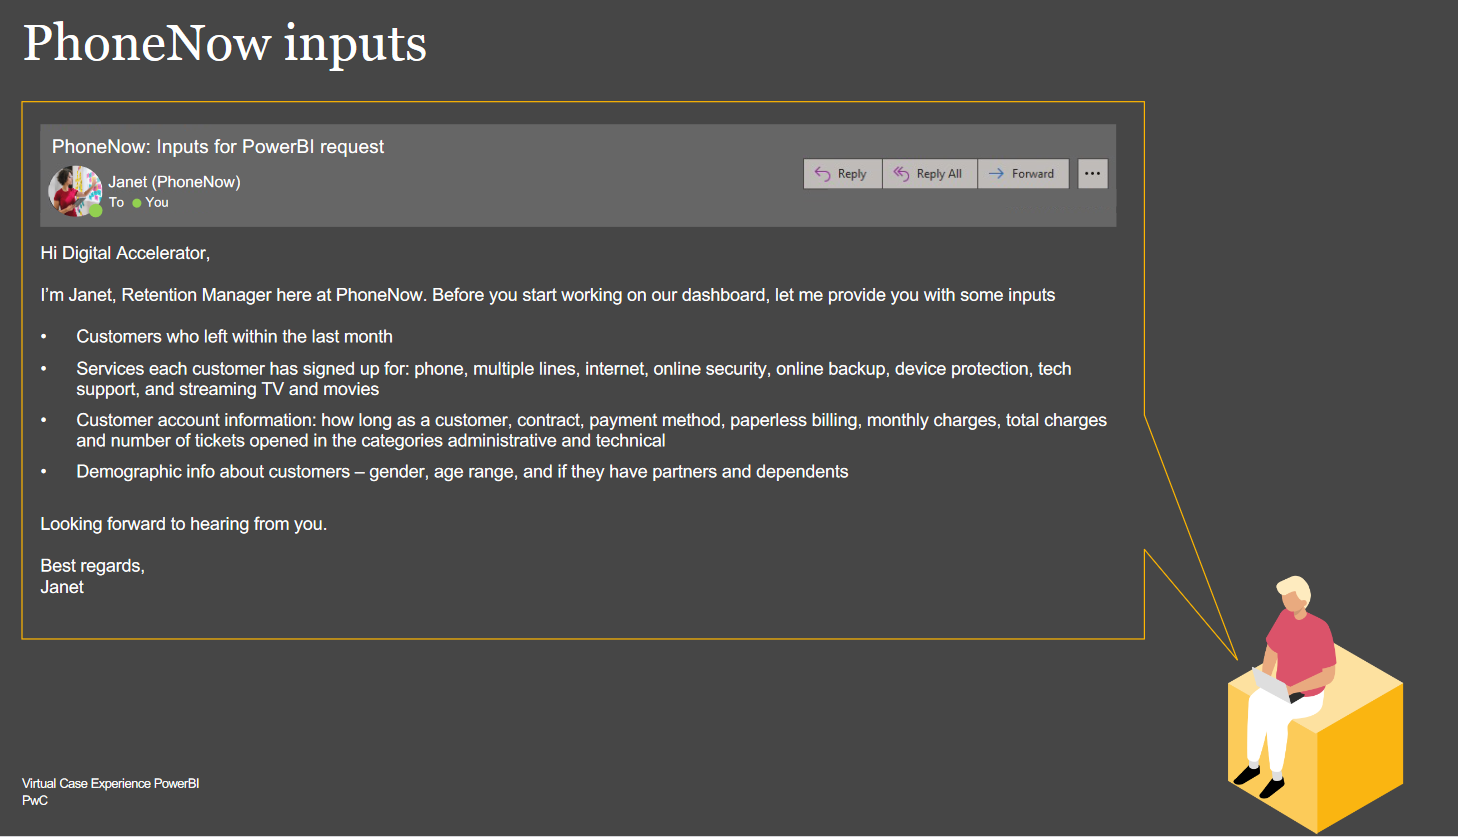 PhoneNow inputs
PhoneNow: Inputs for PowerBI request
Janet (PhoneNow)
To You
Reply
Reply All
Forward
Hi Digital Accelerator,
I'm Janet, Retention Manager here at PhoneNow. Before you start working on our dashboard, let me provide you with some inputs
• Customers who left within the last month
• Services each customer has signed up for: phone, multiple lines, internet, online security, online backup, device protection, tech
support, and streaming TV and movies
• Customer account information: how long as a customer, contract, payment method, paperless billing, monthly charges, total charges
and number of tickets opened in the categories administrative and technical
• Demographic info about customers – gender, age range, and if they have partners and dependents
Looking forward to hearing from you.
Best regards,
Janet
Virtual Case Experience PowerBI
PwC